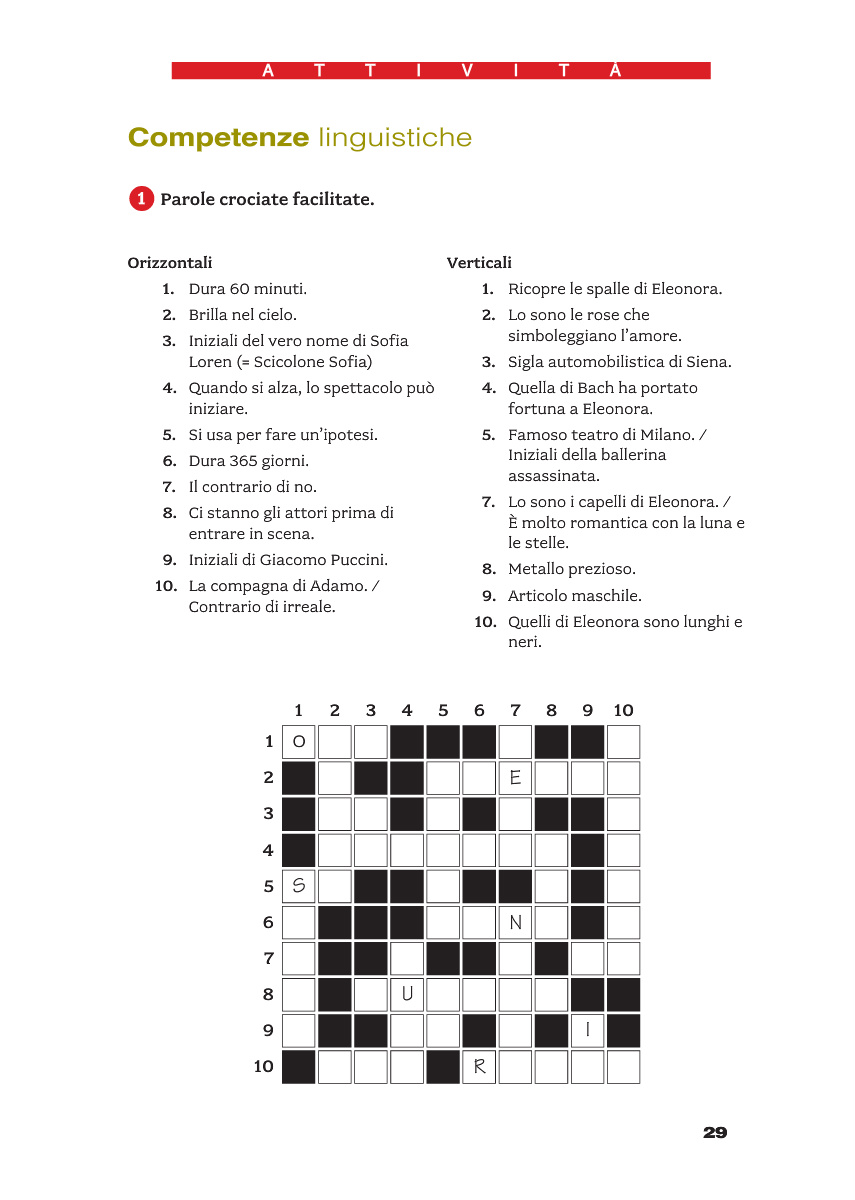 ATTIVITÀ
Competenze linguistiche
1 Parole crociate facilitate.
Orizzontali
1. Dura 60 minuti.
2. Brilla nel cielo.
3. Iniziali del vero nome di Sofia
Loren (= Scicolone Sofia)
4. Quando si alza, lo spettacolo può
iniziare.
5. Si usa per fare un’ipotesi.
6. Dura 365 giorni.
7. Il contrario di no.
8. Ci stanno gli attori prima di
entrare in scena.
9. Iniziali di Giacomo Puccini.
10. La compagna di Adamo. /
Contrario di irreale.
Verticali
1. Ricopre le spalle di Eleonora.
2. Lo sono le rose che
simboleggiano l’amore.
3. Sigla automobilistica di Siena.
4. Quella di Bach ha portato
fortuna a Eleonora.
5. Famoso teatro di Milano. /
Iniziali della ballerina
assassinata.
7. Lo sono i capelli di Eleonora. /
È molto romantica con la luna e
le stelle.
8. Metallo prezioso.
9. Articolo maschile.
10. Quelli di Eleonora sono lunghi e
neri.
1 2 3 4 5 6 7 8 9 10
1 O
2 E
3
4
5 S
6 N
7
8 U
9 I
10 R
29